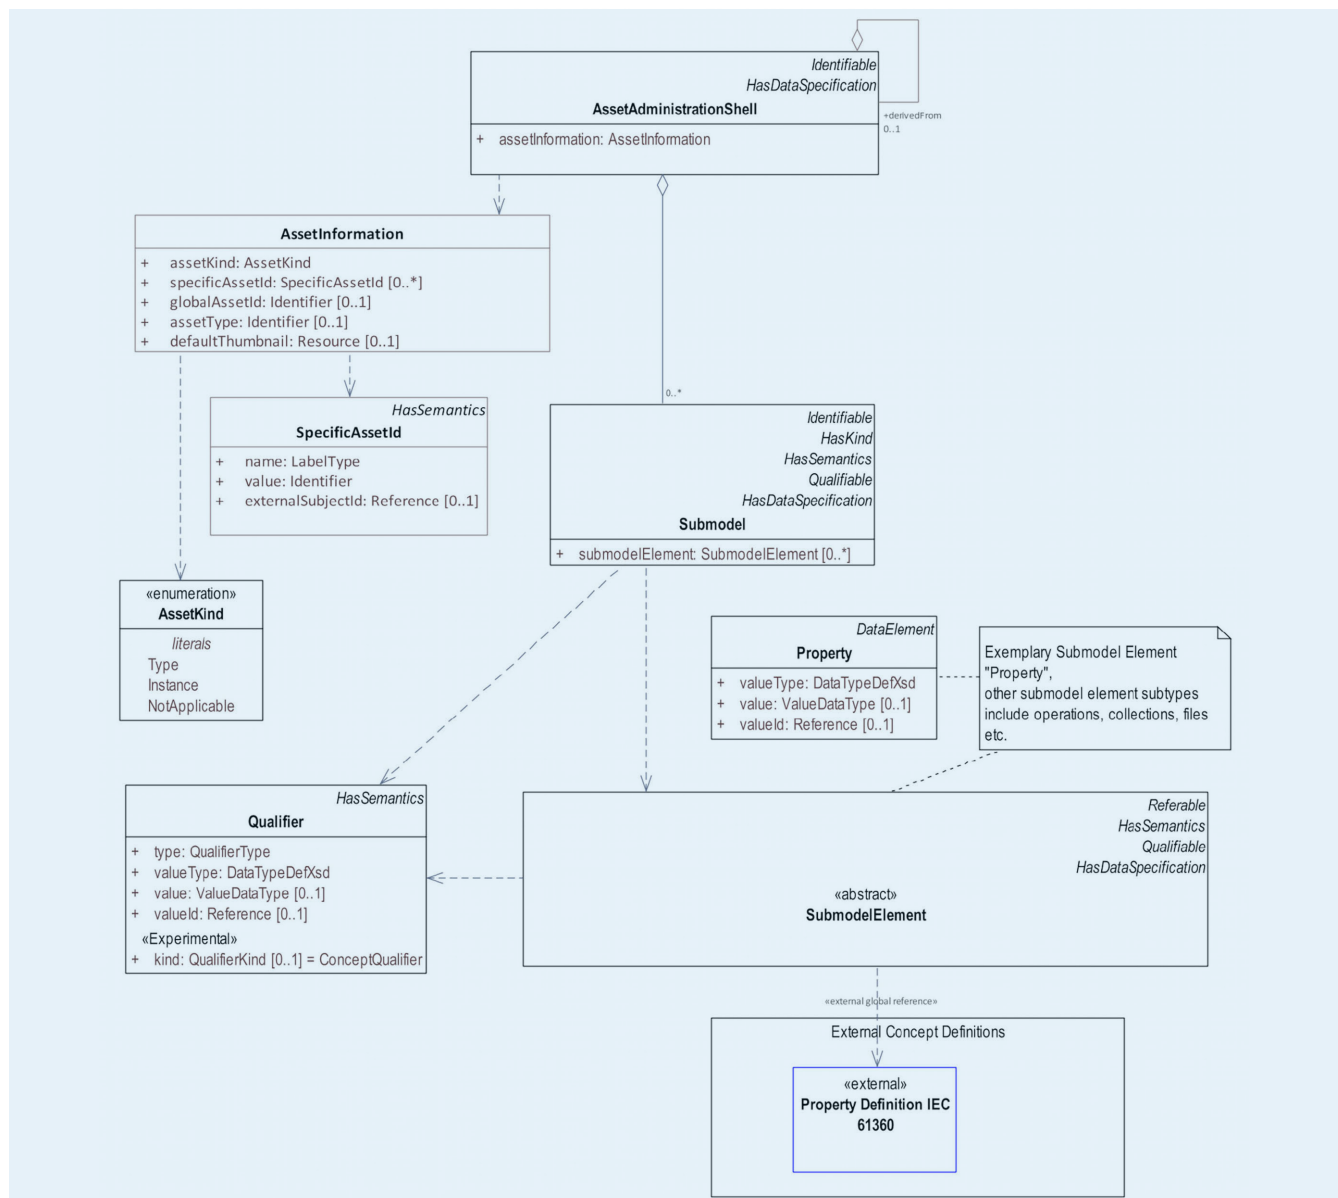 Identifiable
HasDataSpecification
AssetAdministrationShell
+ assetInformation: AssetInformation
+derivedFrom
0..1
AssetInformation
+ assetKind: AssetKind
+ specificAssetId: SpecificAssetId [0..*]
+ globalAssetId: Identifier [0..1]
+ assetType: Identifier [0..1]
+ defaultThumbnail: Resource [0..1]
0..*
HasSemantics
SpecificAssetId
+ name: LabelType
+ value: Identifier
+ externalSubjectId: Reference [0..1]
Identifiable
HasKind
HasSemantics
Qualifiable
HasDataSpecification
Submodel
+ submodelElement: SubmodelElement [0..*]
«enumeration»
AssetKind
literals
Type
Instance
NotApplicable
DataElement
Property
+ valueType: DataTypeDefXsd
+ value: ValueDataType [0..1]
+ valueId: Reference [0..1]
Exemplary Submodel Element
"Property",
other submodel element subtypes
include operations, collections, files
etc.
HasSemantics
Qualifier
+ type: QualifierType
+ valueType: DataTypeDefXsd
+ value: ValueDataType [0..1]
+ valueId: Reference [0..1]
«Experimental»
+ kind: QualifierKind [0..1] = ConceptQualifier
Referable
HasSemantics
Qualifiable
HasDataSpecification
«abstract»
SubmodelElement
«external global reference»
External Concept Definitions
«external»
Property Definition IEC
61360